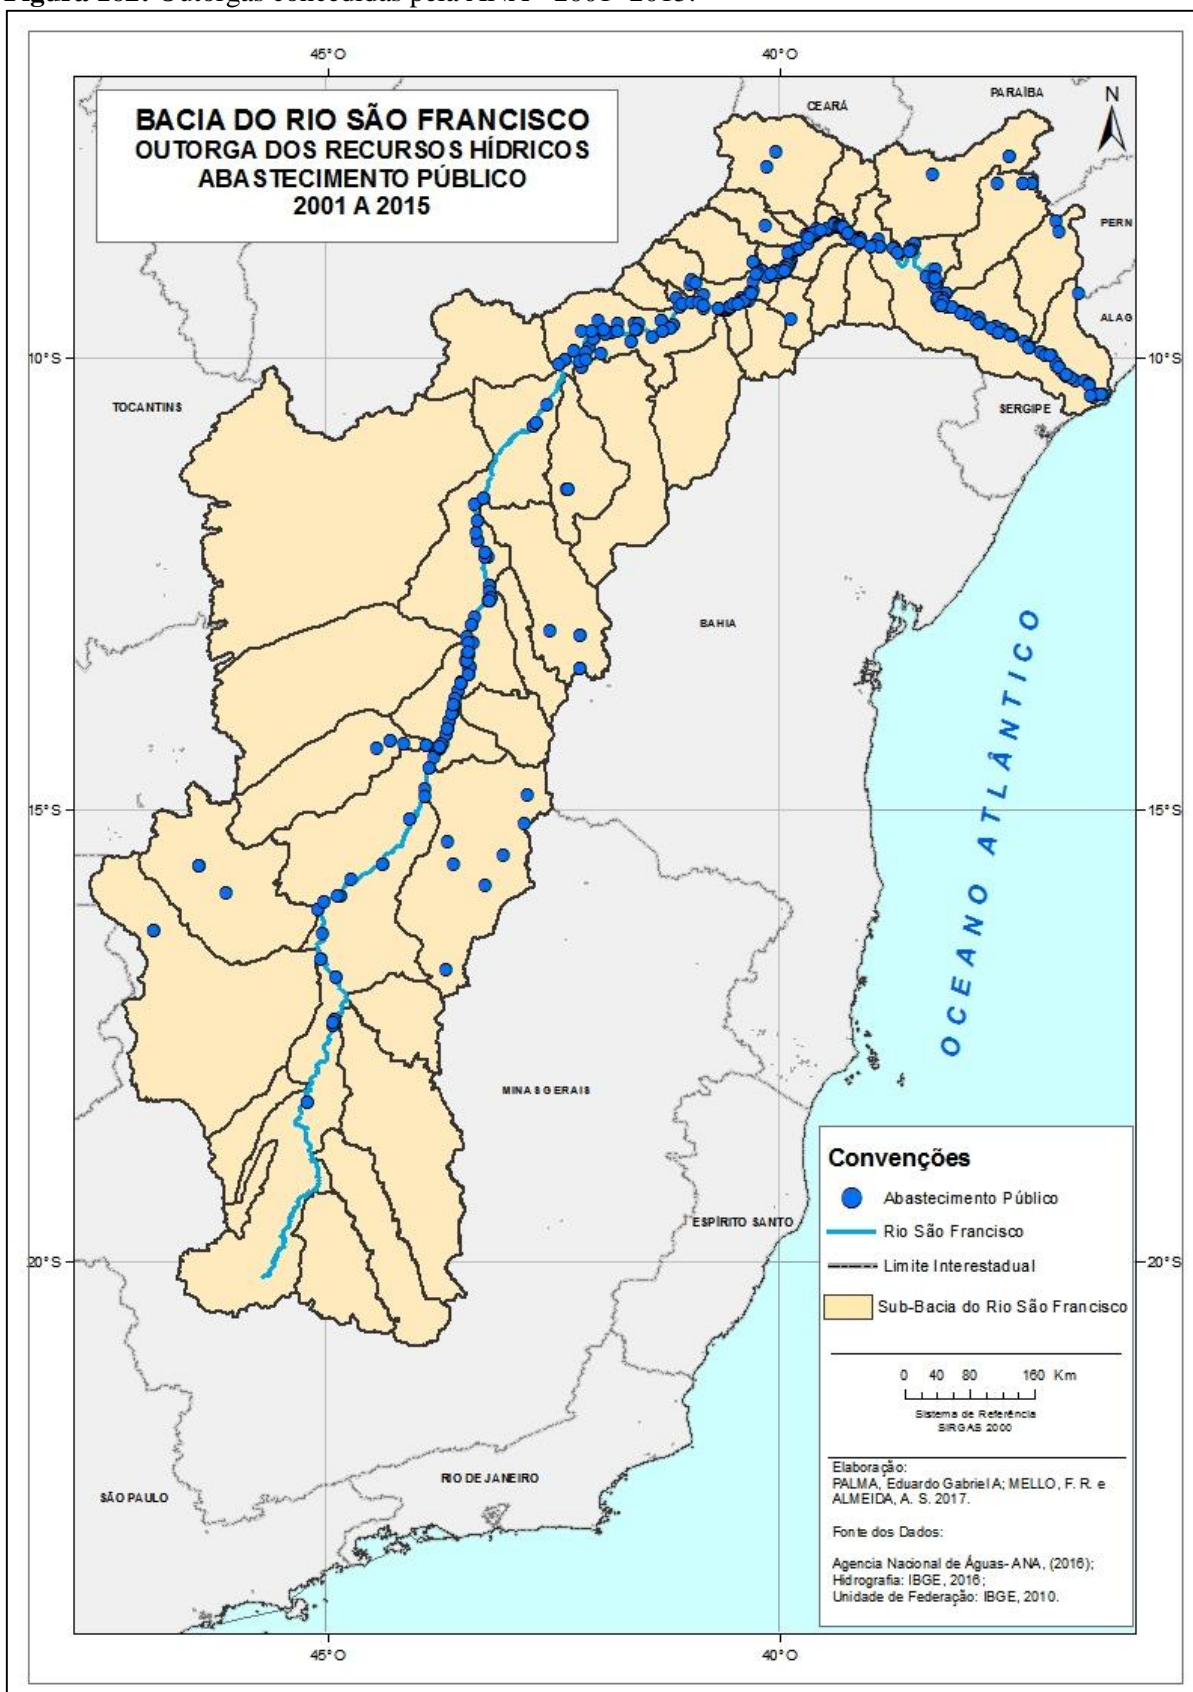 Figura 102: Outorgas concedidas pela ANA - 2001- 2015.
45°O
40°O
BACIA DO RIO SÃO FRANCISCO
OUTORGA DOS RECURSOS HÍDRICOS
ABASTECIMENTO PÚBLICO
2001 A 2015
CEARÁ
PARAÍBA
N
PERN
ALAG
10°S
10°S
TOCANTINS
SERGIPE
BAHIA
OCEANO ATLÂNTICO
15°S
15°S
MINAS GERAIS
ESPÍRITO SANTO
20°S
20°S
RIO DE JANEIRO
SÃO PAULO
Convenções
Abastecimento Público
Rio São Francisco
Limite Interestadual
Sub-Bacia do Rio São Francisco
0 40 80 160 Km
Sistema de Referência
SIRGAS 2000
Elaboração:
PALMA, Eduardo Gabriel A; MELLO, F. R. e
ALMEIDA, A. S. 2017.
Fonte dos Dados:
Agencia Nacional de Águas- ANA, (2016);
Hidrografia: IBGE, 2016;
Unidade de Federação: IBGE, 2010.
45°O
40°O